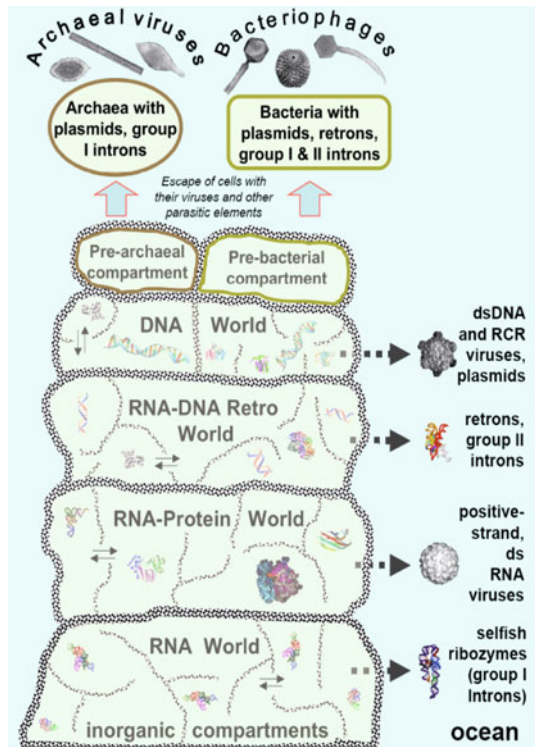 Archaeal viruses
Bacteriophages
Archaea with
plasmids, group
I introns
Bacteria with
plasmids, retrons,
group I & II introns
Escape of cells with
their viruses and other
parasitic elements
Pre-archaeal
compartment
Pre-bacterial
compartment
DNA World
dsDNA
and RCR
viruses,
plasmids
RNA-DNA Retro
World
retrons,
group II
introns
RNA-Protein World
positive-
strand,
ds
RNA
viruses
RNA World
selfish
ribozymes
(group I
Introns)
inorganic compartments
ocean